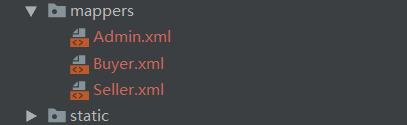 mappers
Admin.xml
Buyer.xml
Seller.xml
static